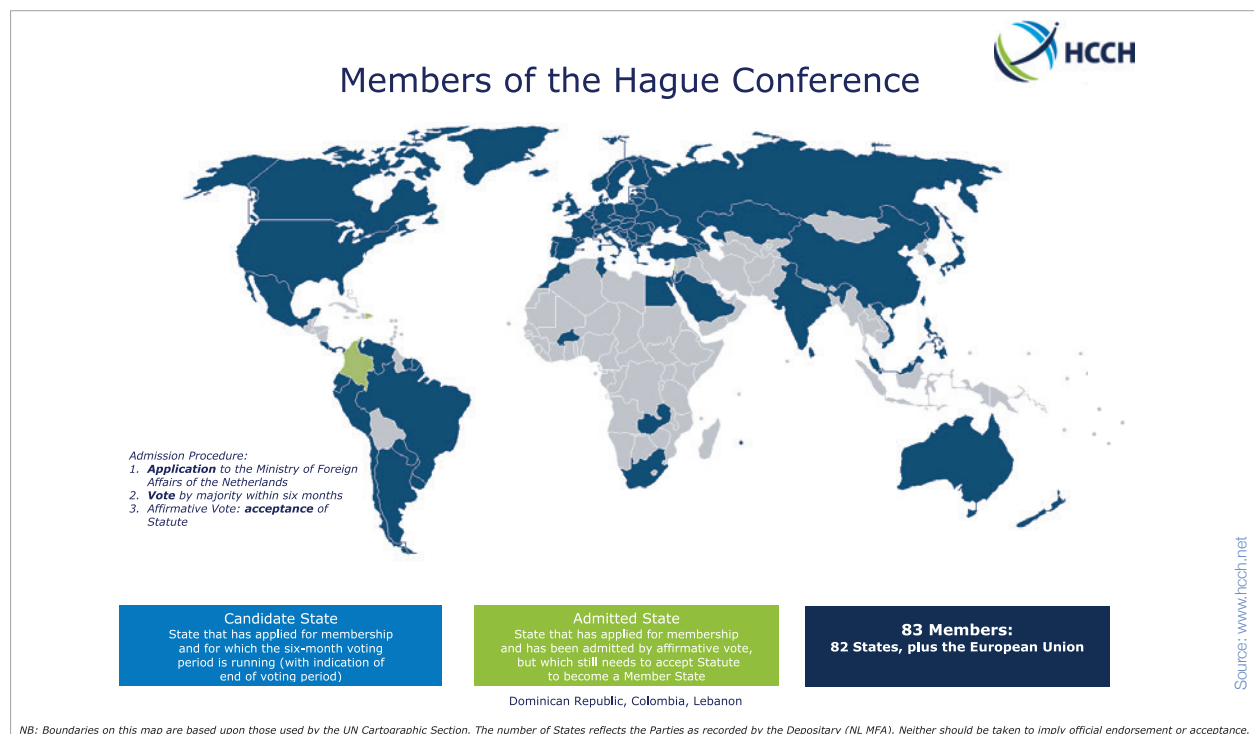 HCCH
Members of the Hague Conference
Admission Procedure:
1. Application to the Ministry of Foreign
Affairs of the Netherlands
2. Vote by majority within six months
3. Affirmative Vote: acceptance of
Statute
Candidate State
State that has applied for membership
and for which the six-month voting
period is running (with indication of
end of voting period)
Admitted State
State that has applied for membership
and has been admitted by affirmative vote,
but which still needs to accept Statute
to become a Member State
83 Members:
82 States, plus the European Union
Dominican Republic, Colombia, Lebanon
Source: www.hcch.net
NB: Boundaries on this map are based upon those used by the UN Cartographic Section. The number of States reflects the Parties as recorded by the Depositary (NL MFA). Neither should be taken to imply official endorsement or acceptance.